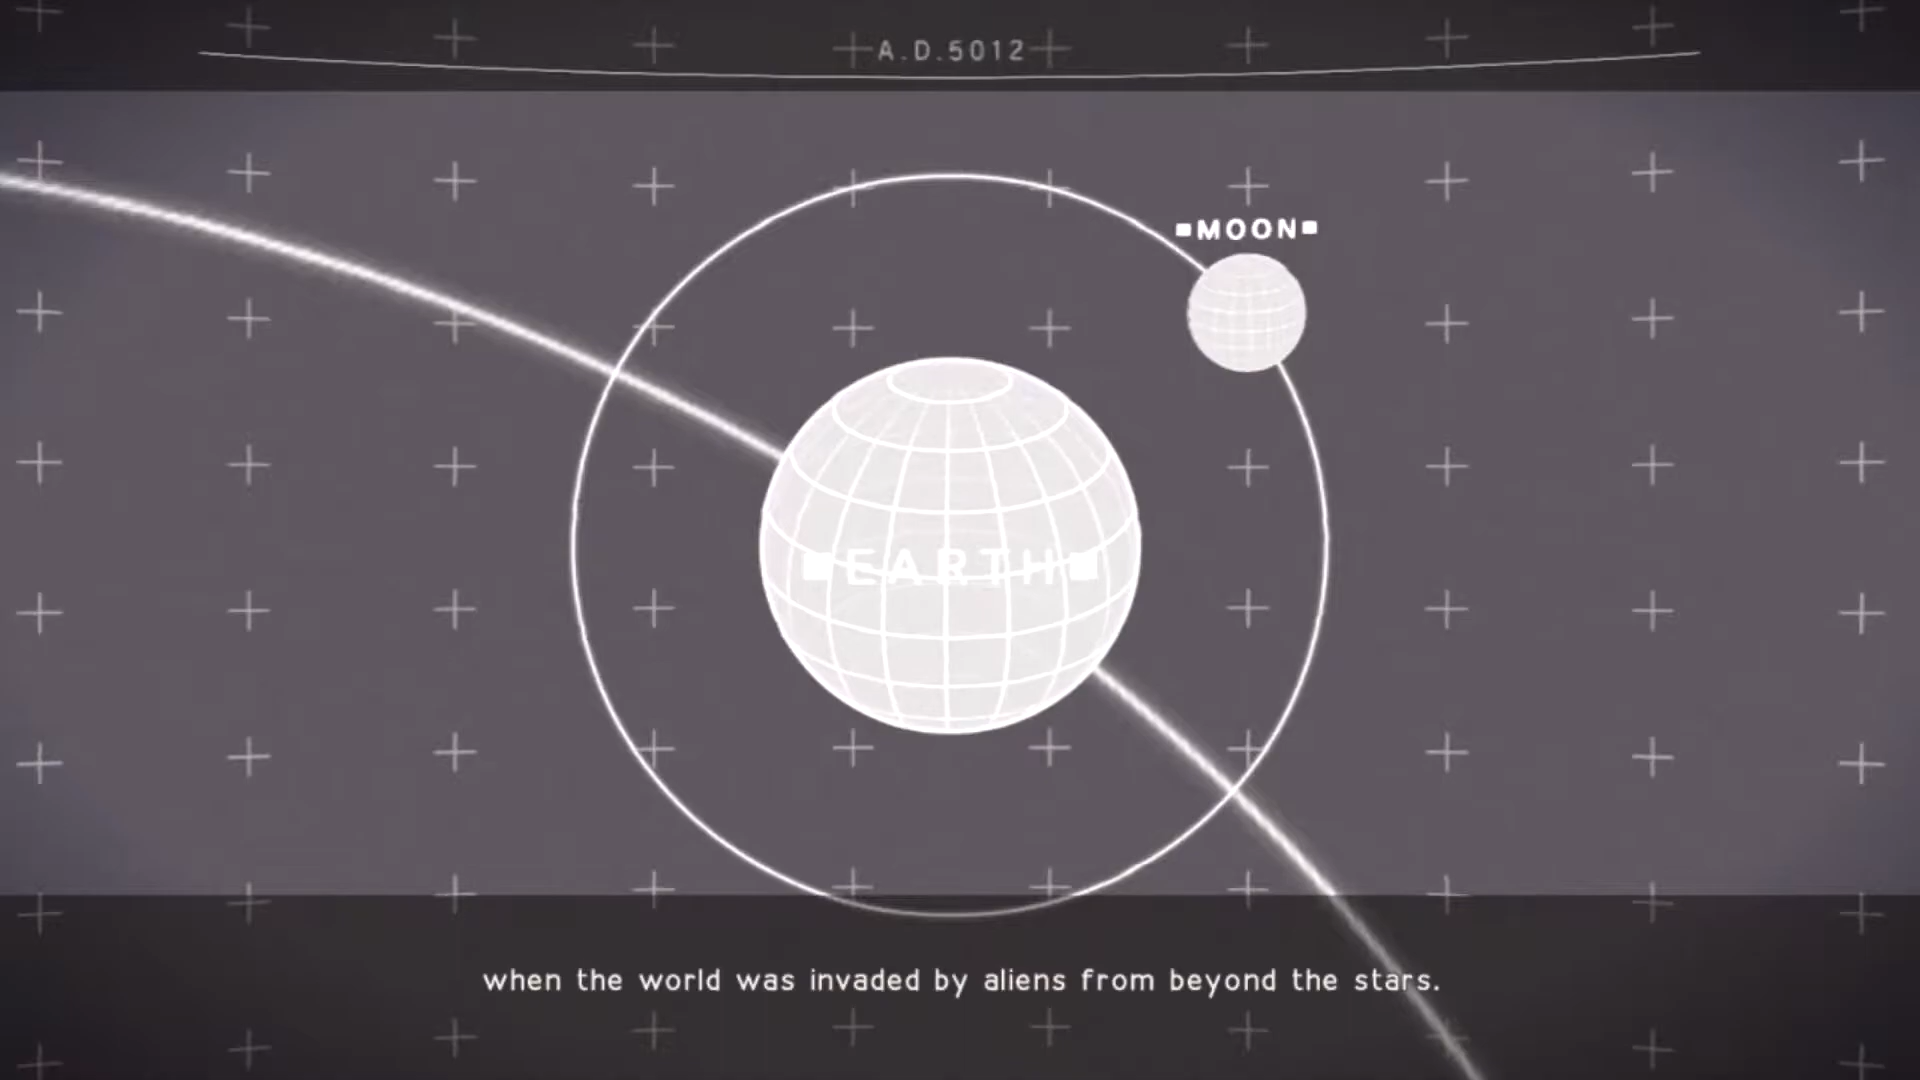 A.D.5012
MOON
EARTH
when the world was invaded by aliens from beyond the stars.